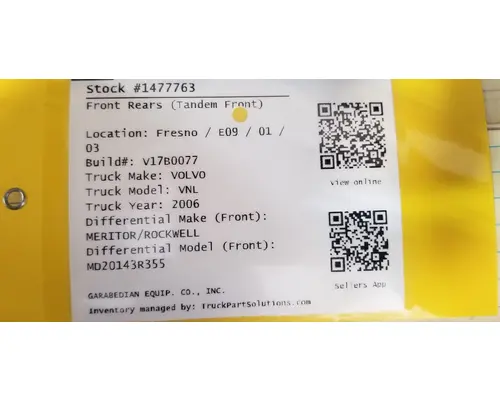 Stock #1477763
Front Rears (Tandem Front)
Location: Fresno / E09 / 01 /
03
Build#: V17B0077
Truck Make: VOLVO
Truck Model: VNL
Truck Year: 2006
Differential Make (Front):
MERITOR/ROCKWELL
Differential Model (Front):
MD20143R355
GARABEDIAN EQUIP. CO., INC.
Inventory managed by: TruckPartSolutions.com
View online
Sellers App